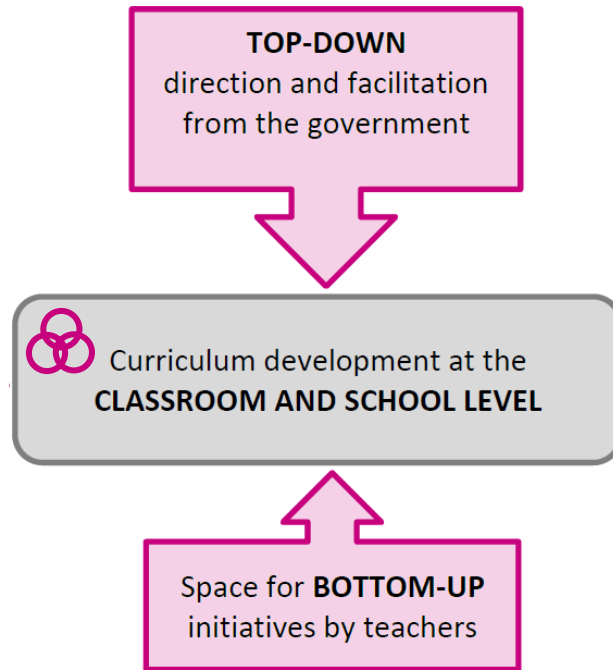 TOP-DOWN
direction and facilitation
from the government
Curriculum development at the
CLASSROOM AND SCHOOL LEVEL
Space for BOTTOM-UP
initiatives by teachers